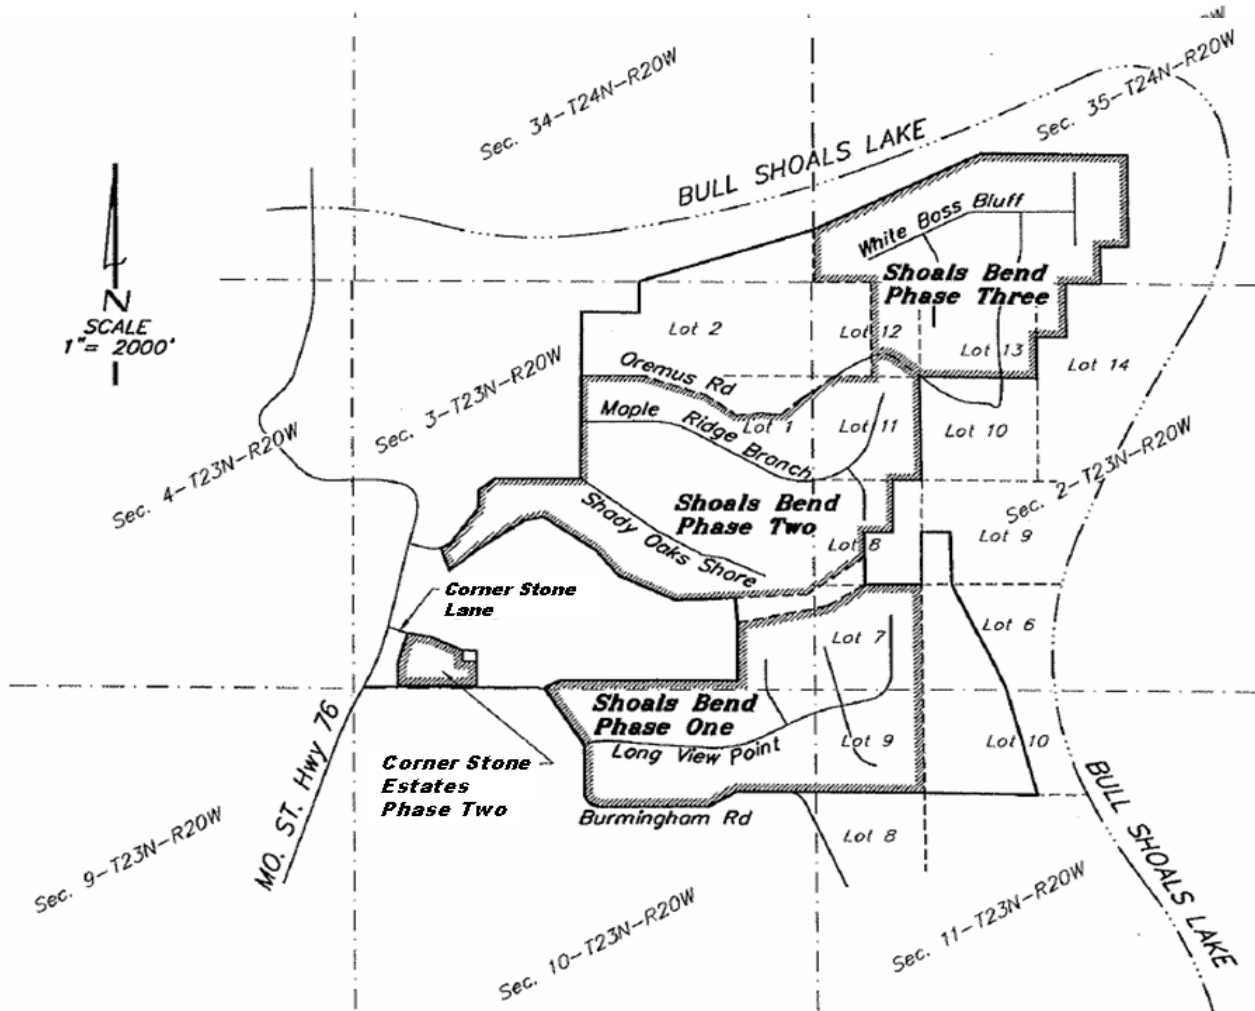 Sec. 34-T24N-R20W
Sec. 35-T24N-R20W
BULL SHOALS LAKE
White Boss Bluff
Shoals Bend
Phase Three
N
SCALE
1"= 2000'
Lot 2
Lot 12
Lot 13
Lot 14
Oremus Rd
Sec. 3-T23N-R20W
Maple Ridge Branch
Lot 1
Lot 11
Lot 10
Sec. 4-T23N-R20W
Sec. 2-T23N-R20W
Shoals Bend
Phase Two
Shady Oaks Shore
Lot 8
Lot 9
Corner Stone
Lane
Lot 7
Lot 6
Shoals Bend
Phase One
Long View Point
Lot 9
Lot 10
MO. ST. Hwy 76
Corner Stone
Estates
Phase Two
Burmingham Rd
Lot 8
BULL SHOALS LAKE
Sec. 9-T23N-R20W
Sec. 10-T23N-R20W
Sec. 11-T23N-R20W